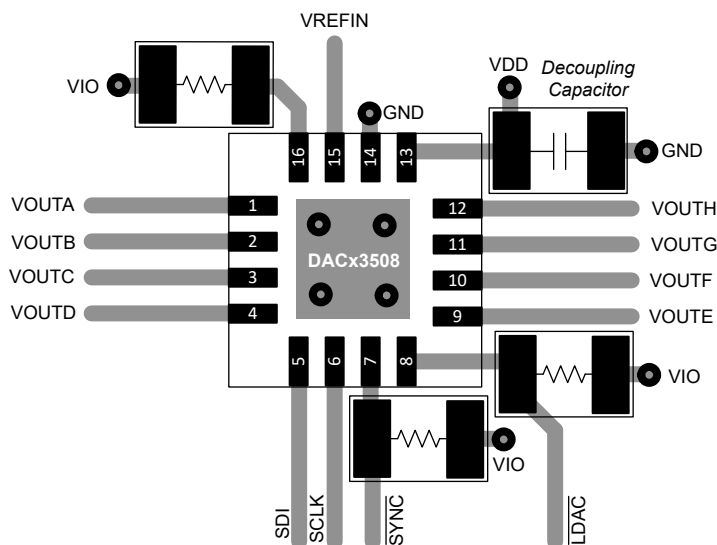 VREFIN
VIO
VDD
Decoupling
Capacitor
GND
GND
16
15
14
13
VOUTA
1
12
VOUTH
VOUTB
2
11
VOUTG
DACx3508
VOUTC
3
10
VOUTF
VOUTD
4
9
VOUTE
5
6
7
8
VIO
VIO
SDI
SCLK
SYNC
LDAC